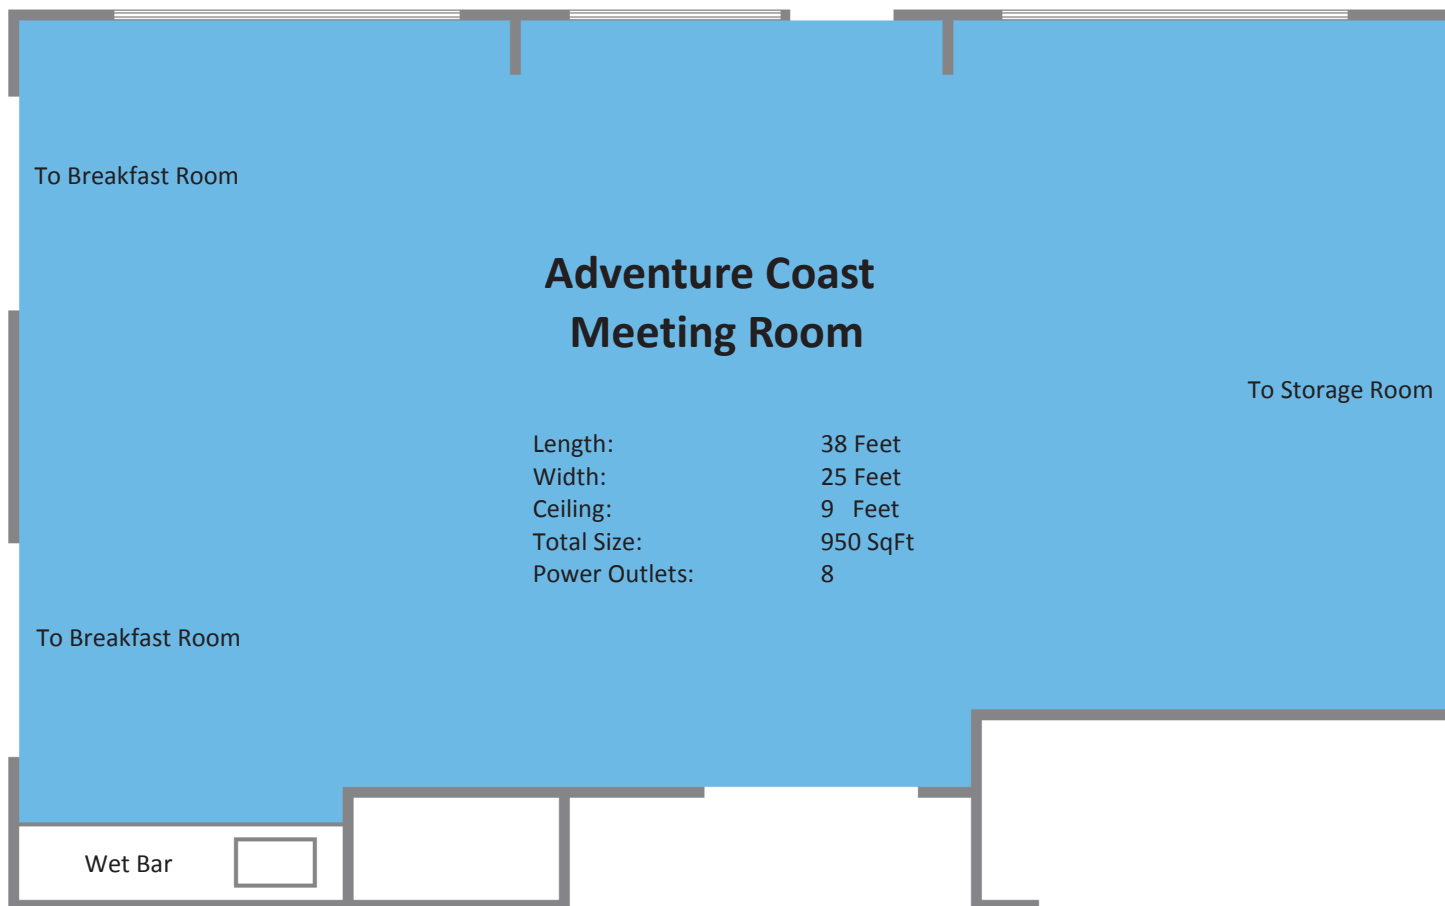 To Breakfast Room
Adventure Coast
Meeting Room
To Storage Room
Length: 38 Feet
Width: 25 Feet
Ceiling: 9 Feet
Total Size: 950 SqFt
Power Outlets: 8
To Breakfast Room
Wet Bar